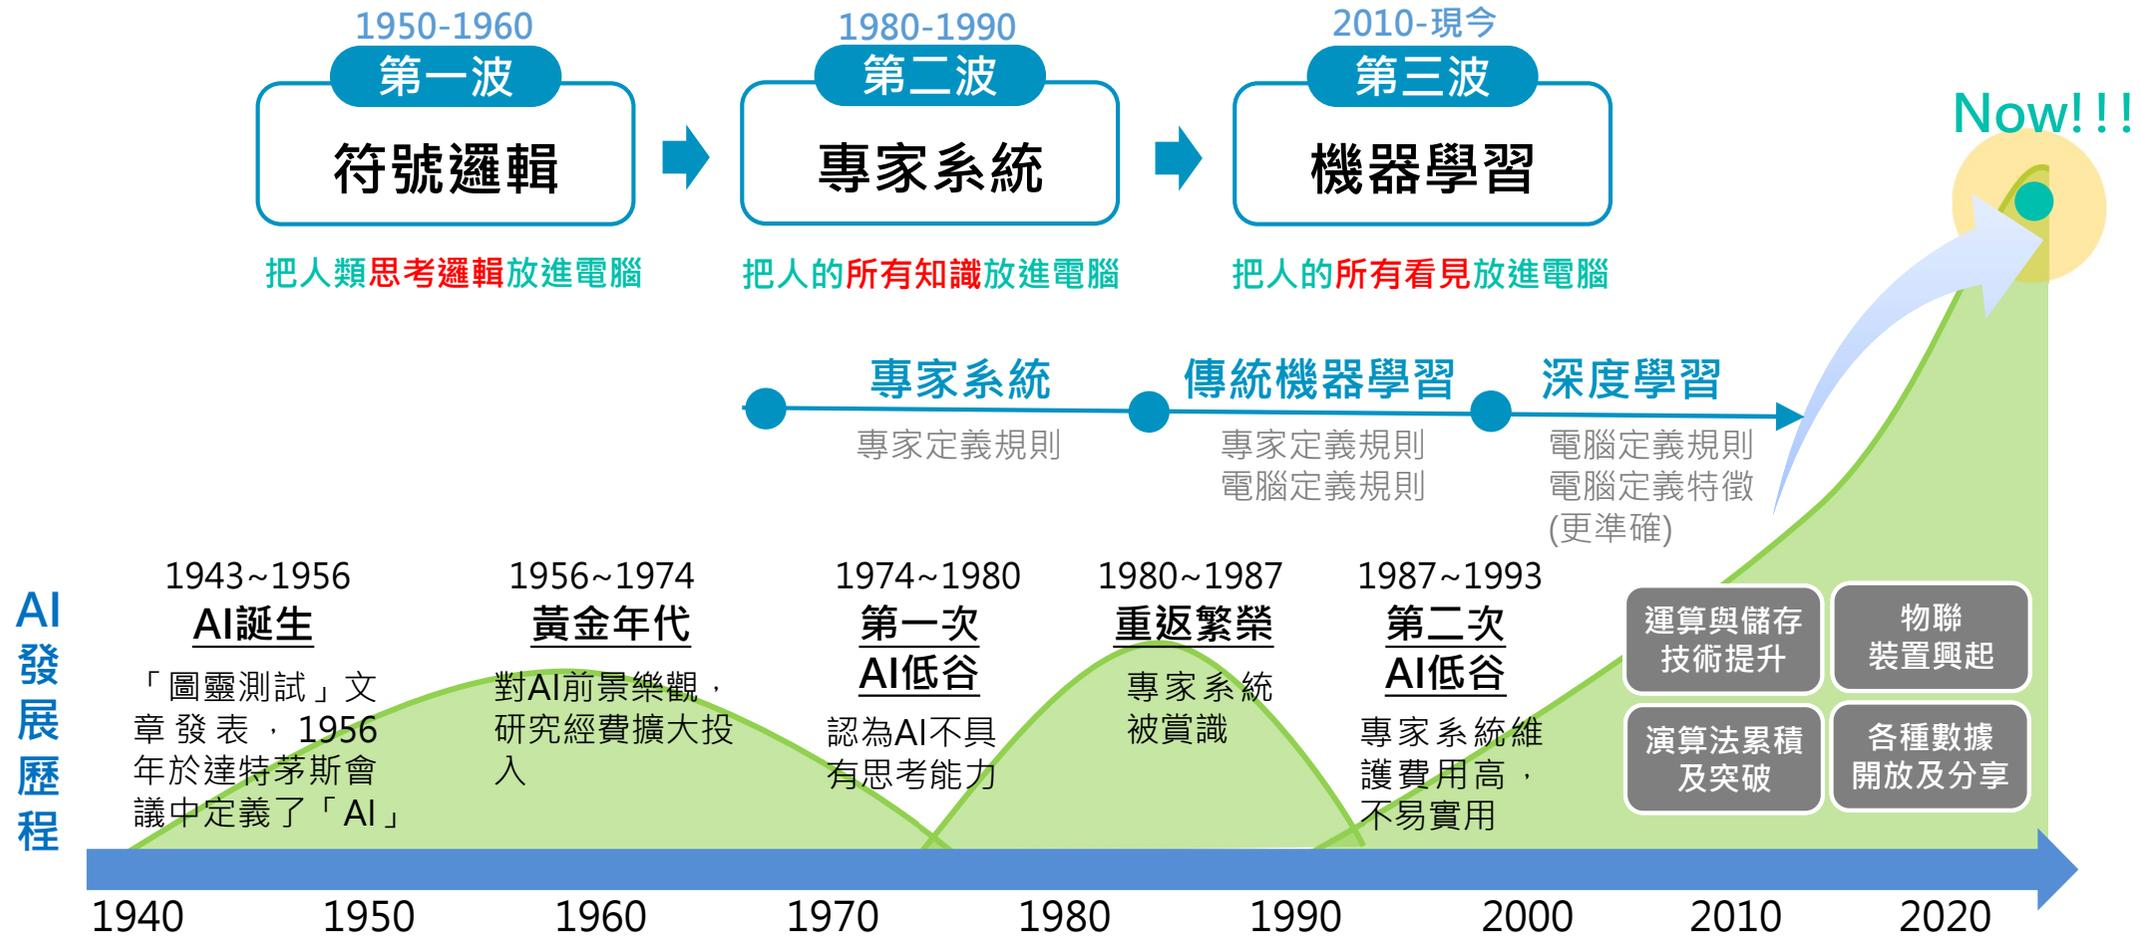 1950-1960
第一波
符號邏輯
把人類思考邏輯放進電腦
1980-1990
第二波
專家系統
把人的所有知識放進電腦
2010-現今
第三波
機器學習
把人的所有看見放進電腦
Now!!!
專家系統
專家定義規則
傳統機器學習
專家定義規則
電腦定義規則
深度學習
電腦定義規則
電腦定義特徵
(更準確)
AI
發
展
歷
程
1943~1956
AI誕生
「圖靈測試」文
章發表，1956
年於達特茅斯會
議中定義了「AI」
1956~1974
黃金年代
對AI前景樂觀，
研究經費擴大投
入
1974~1980
第一次
AI低谷
認為AI不具
有思考能力
1980~1987
重返繁榮
專家系統
被賞識
1987~1993
第二次
AI低谷
專家系統維
護費用高，
不易實用
運算與儲存
技術提升
物聯
裝置興起
演算法累積
及突破
各種數據
開放及分享
1940
1950
1960
1970
1980
1990
2000
2010
2020